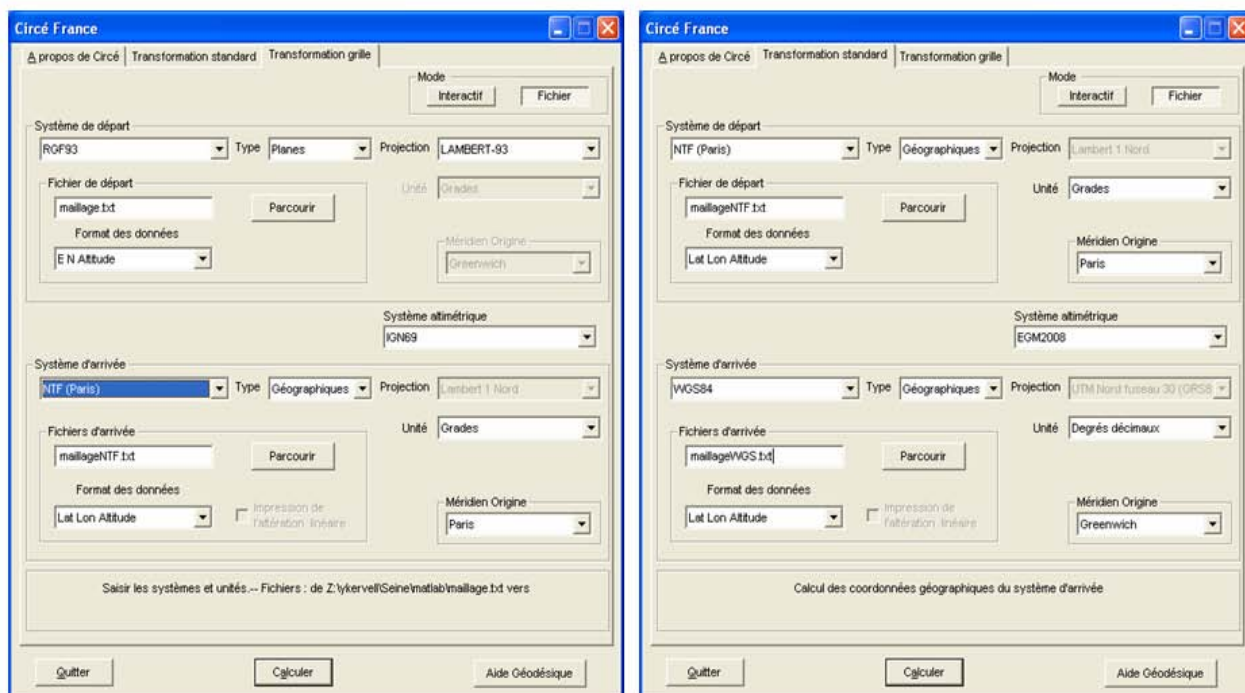 Circé France
A propos de Circé Transformation standard Transformation grille
Mode
Interactif Fichier
Système de départ
RGF93 Type Planes Projection LAMBERT-93
Fichier de départ
Unité Grades
maillage.txt Parcourir
Format des données
E N Altitude
Méridien Origine
Greenwich
Système altimétrique
IGN69
Système d'arrivée
NTF (Paris) Type Géographiques Projection Lambert 1 Nord
Fichiers d'arrivée
Unité Grades
maillageNTF.txt Parcourir
Format des données
Lat Lon Altitude
Impression de
l'altération linéaire
Méridien Origine
Paris
Saisir les systèmes et unités.-- Fichiers : de Z:\ykervell\Seine\matlab\maillage.txt vers
Quitter Calculer Aide Géodésique
Circé France
A propos de Circé Transformation standard Transformation grille
Mode
Interactif Fichier
Système de départ
NTF (Paris) Type Géographiques Projection Lambert 1 Nord
Fichier de départ
Unité Grades
maillageNTF.txt Parcourir
Format des données
Lat Lon Altitude
Méridien Origine
Paris
Système altimétrique
EGM2008
Système d'arrivée
WGS84 Type Géographiques Projection UTM Nord fuseau 30 (GRS8
Fichiers d'arrivée
Unité Degrés décimaux
maillageWGS.txt Parcourir
Format des données
Lat Lon Altitude
Impression de
l'altération linéaire
Méridien Origine
Greenwich
Calcul des coordonnées géographiques du système d'arrivée
Quitter Calculer Aide Géodésique